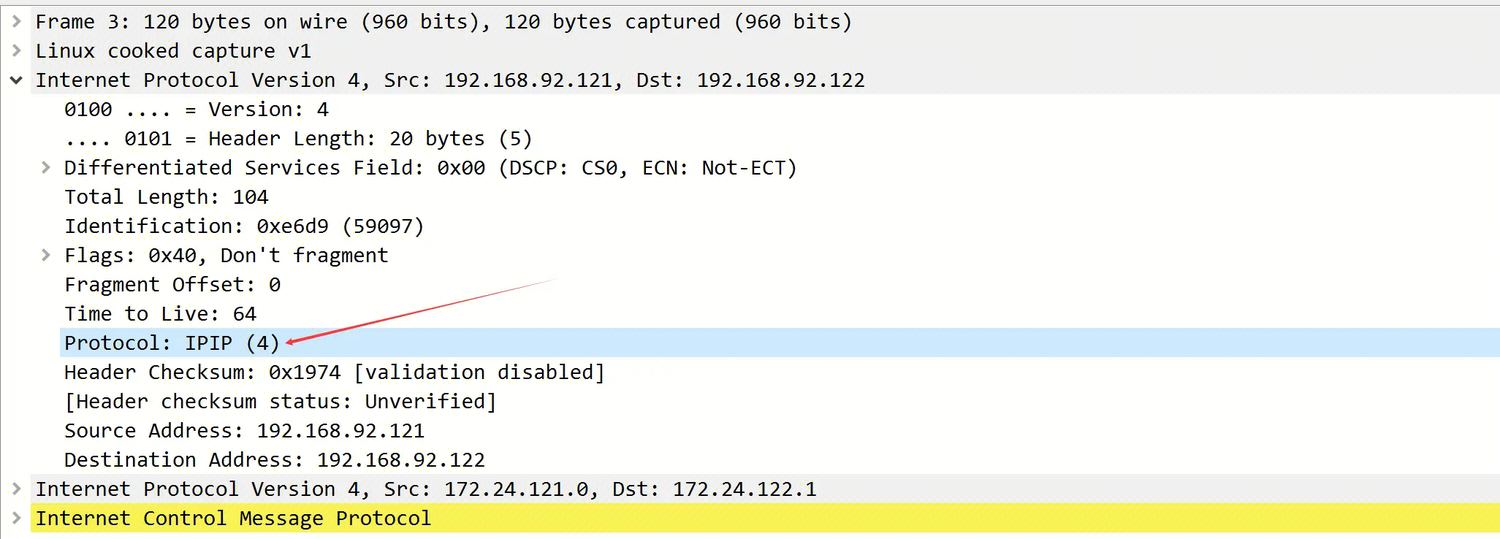 Frame 3: 120 bytes on wire (960 bits), 120 bytes captured (960 bits)
Linux cooked capture v1
Internet Protocol Version 4, Src: 192.168.92.121, Dst: 192.168.92.122
0100 .... = Version: 4
.... 0101 = Header Length: 20 bytes (5)
Differentiated Services Field: 0x00 (DSCP: CS0, ECN: Not-ECT)
Total Length: 104
Identification: 0xe6d9 (59097)
Flags: 0x40, Don't fragment
Fragment Offset: 0
Time to Live: 64
Protocol: IPIP (4)
Header Checksum: 0x1974 [validation disabled]
[Header checksum status: Unverified]
Source Address: 192.168.92.121
Destination Address: 192.168.92.122
Internet Protocol Version 4, Src: 172.24.121.0, Dst: 172.24.122.1
Internet Control Message Protocol